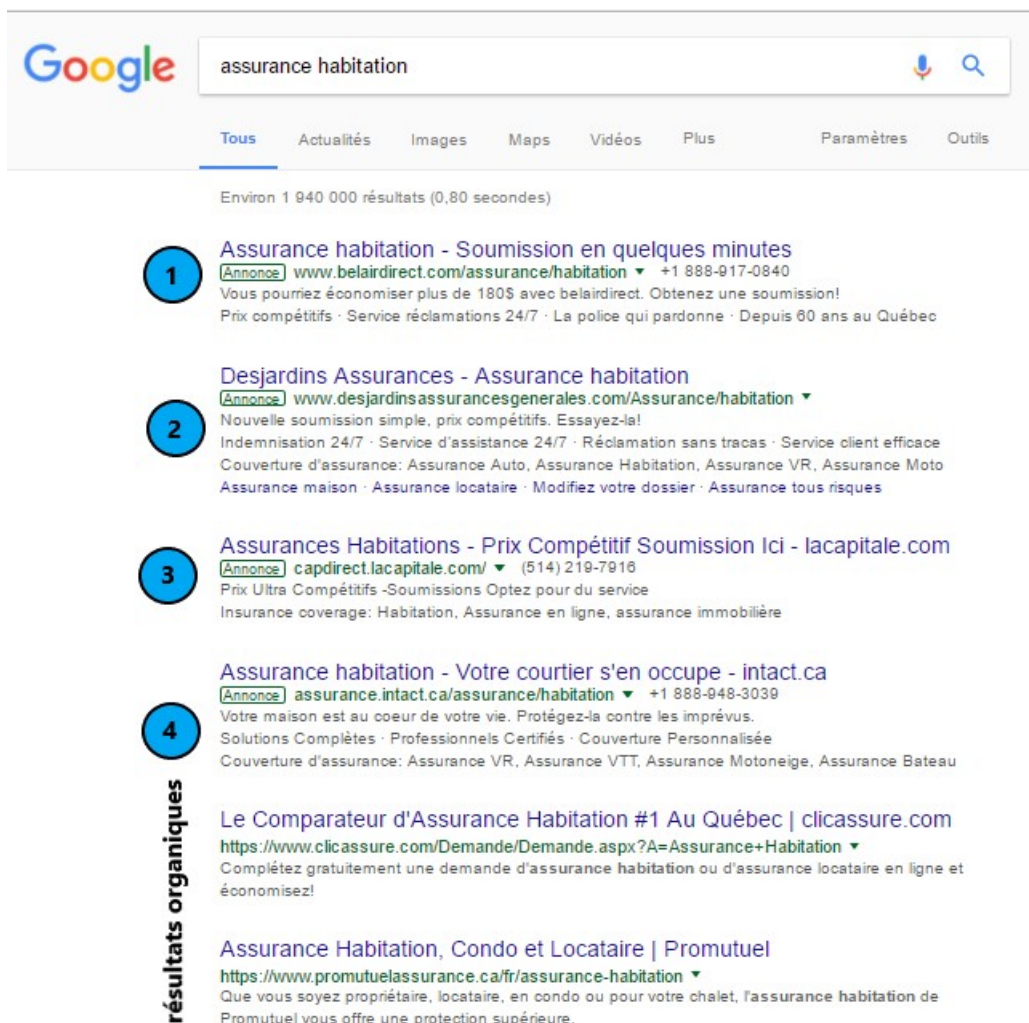 Google
assurance habitation
Tous Actualités Images Maps Vidéos Plus Paramètres Outils
Environ 1 940 000 résultats (0,80 secondes)
1
Assurance habitation - Soumission en quelques minutes
Annonce www.belairdirect.com/assurance/habitation ▼ +1 888-917-0840
Vous pourriez économiser plus de 180$ avec belairdirect. Obtenez une soumission!
Prix compétitifs · Service réclamations 24/7 · La police qui pardonne · Depuis 60 ans au Québec
2
Desjardins Assurances - Assurance habitation
Annonce www.desjardinsassurancesgenerales.com/Assurance/habitation ▼
Nouvelle soumission simple, prix compétitifs. Essayez-la!
Indemnisation 24/7 · Service d'assistance 24/7 · Réclamation sans tracas · Service client efficace
Couverture d'assurance: Assurance Auto, Assurance Habitation, Assurance VR, Assurance Moto
Assurance maison · Assurance locataire · Modifiez votre dossier · Assurance tous risques
3
Assurances Habitations - Prix Compétitif Soumission Ici - lacapitale.com
Annonce capdirect.lacapitale.com/ ▼ (514) 219-7916
Prix Ultra Compétitifs -Soumissions Optez pour du service
Insurance coverage: Habitation, Assurance en ligne, assurance immobilière
4
Assurance habitation - Votre courtier s'en occupe - intact.ca
Annonce assurance.intact.ca/assurance/habitation ▼ +1 888-948-3039
Votre maison est au coeur de votre vie. Protégez-la contre les imprévus.
Solutions Complètes · Professionnels Certifiés · Couverture Personnalisée
Couverture d'assurance: Assurance VR, Assurance VTT, Assurance Motoneige, Assurance Bateau
résultats organiques
Le Comparateur d'Assurance Habitation #1 Au Québec | clicassure.com
https://www.clicassure.com/Demande/Demande.aspx?A=Assurance+Habitation ▼
Complétez gratuitement une demande d'assurance habitation ou d'assurance locataire en ligne et
économisez!
Assurance Habitation, Condo et Locataire | Promutuel
https://www.promutuelassurance.ca/fr/assurance-habitation ▼
Que vous soyez propriétaire, locataire, en condo ou pour votre chalet, l'assurance habitation de
Promutuel vous offre une protection supérieure.